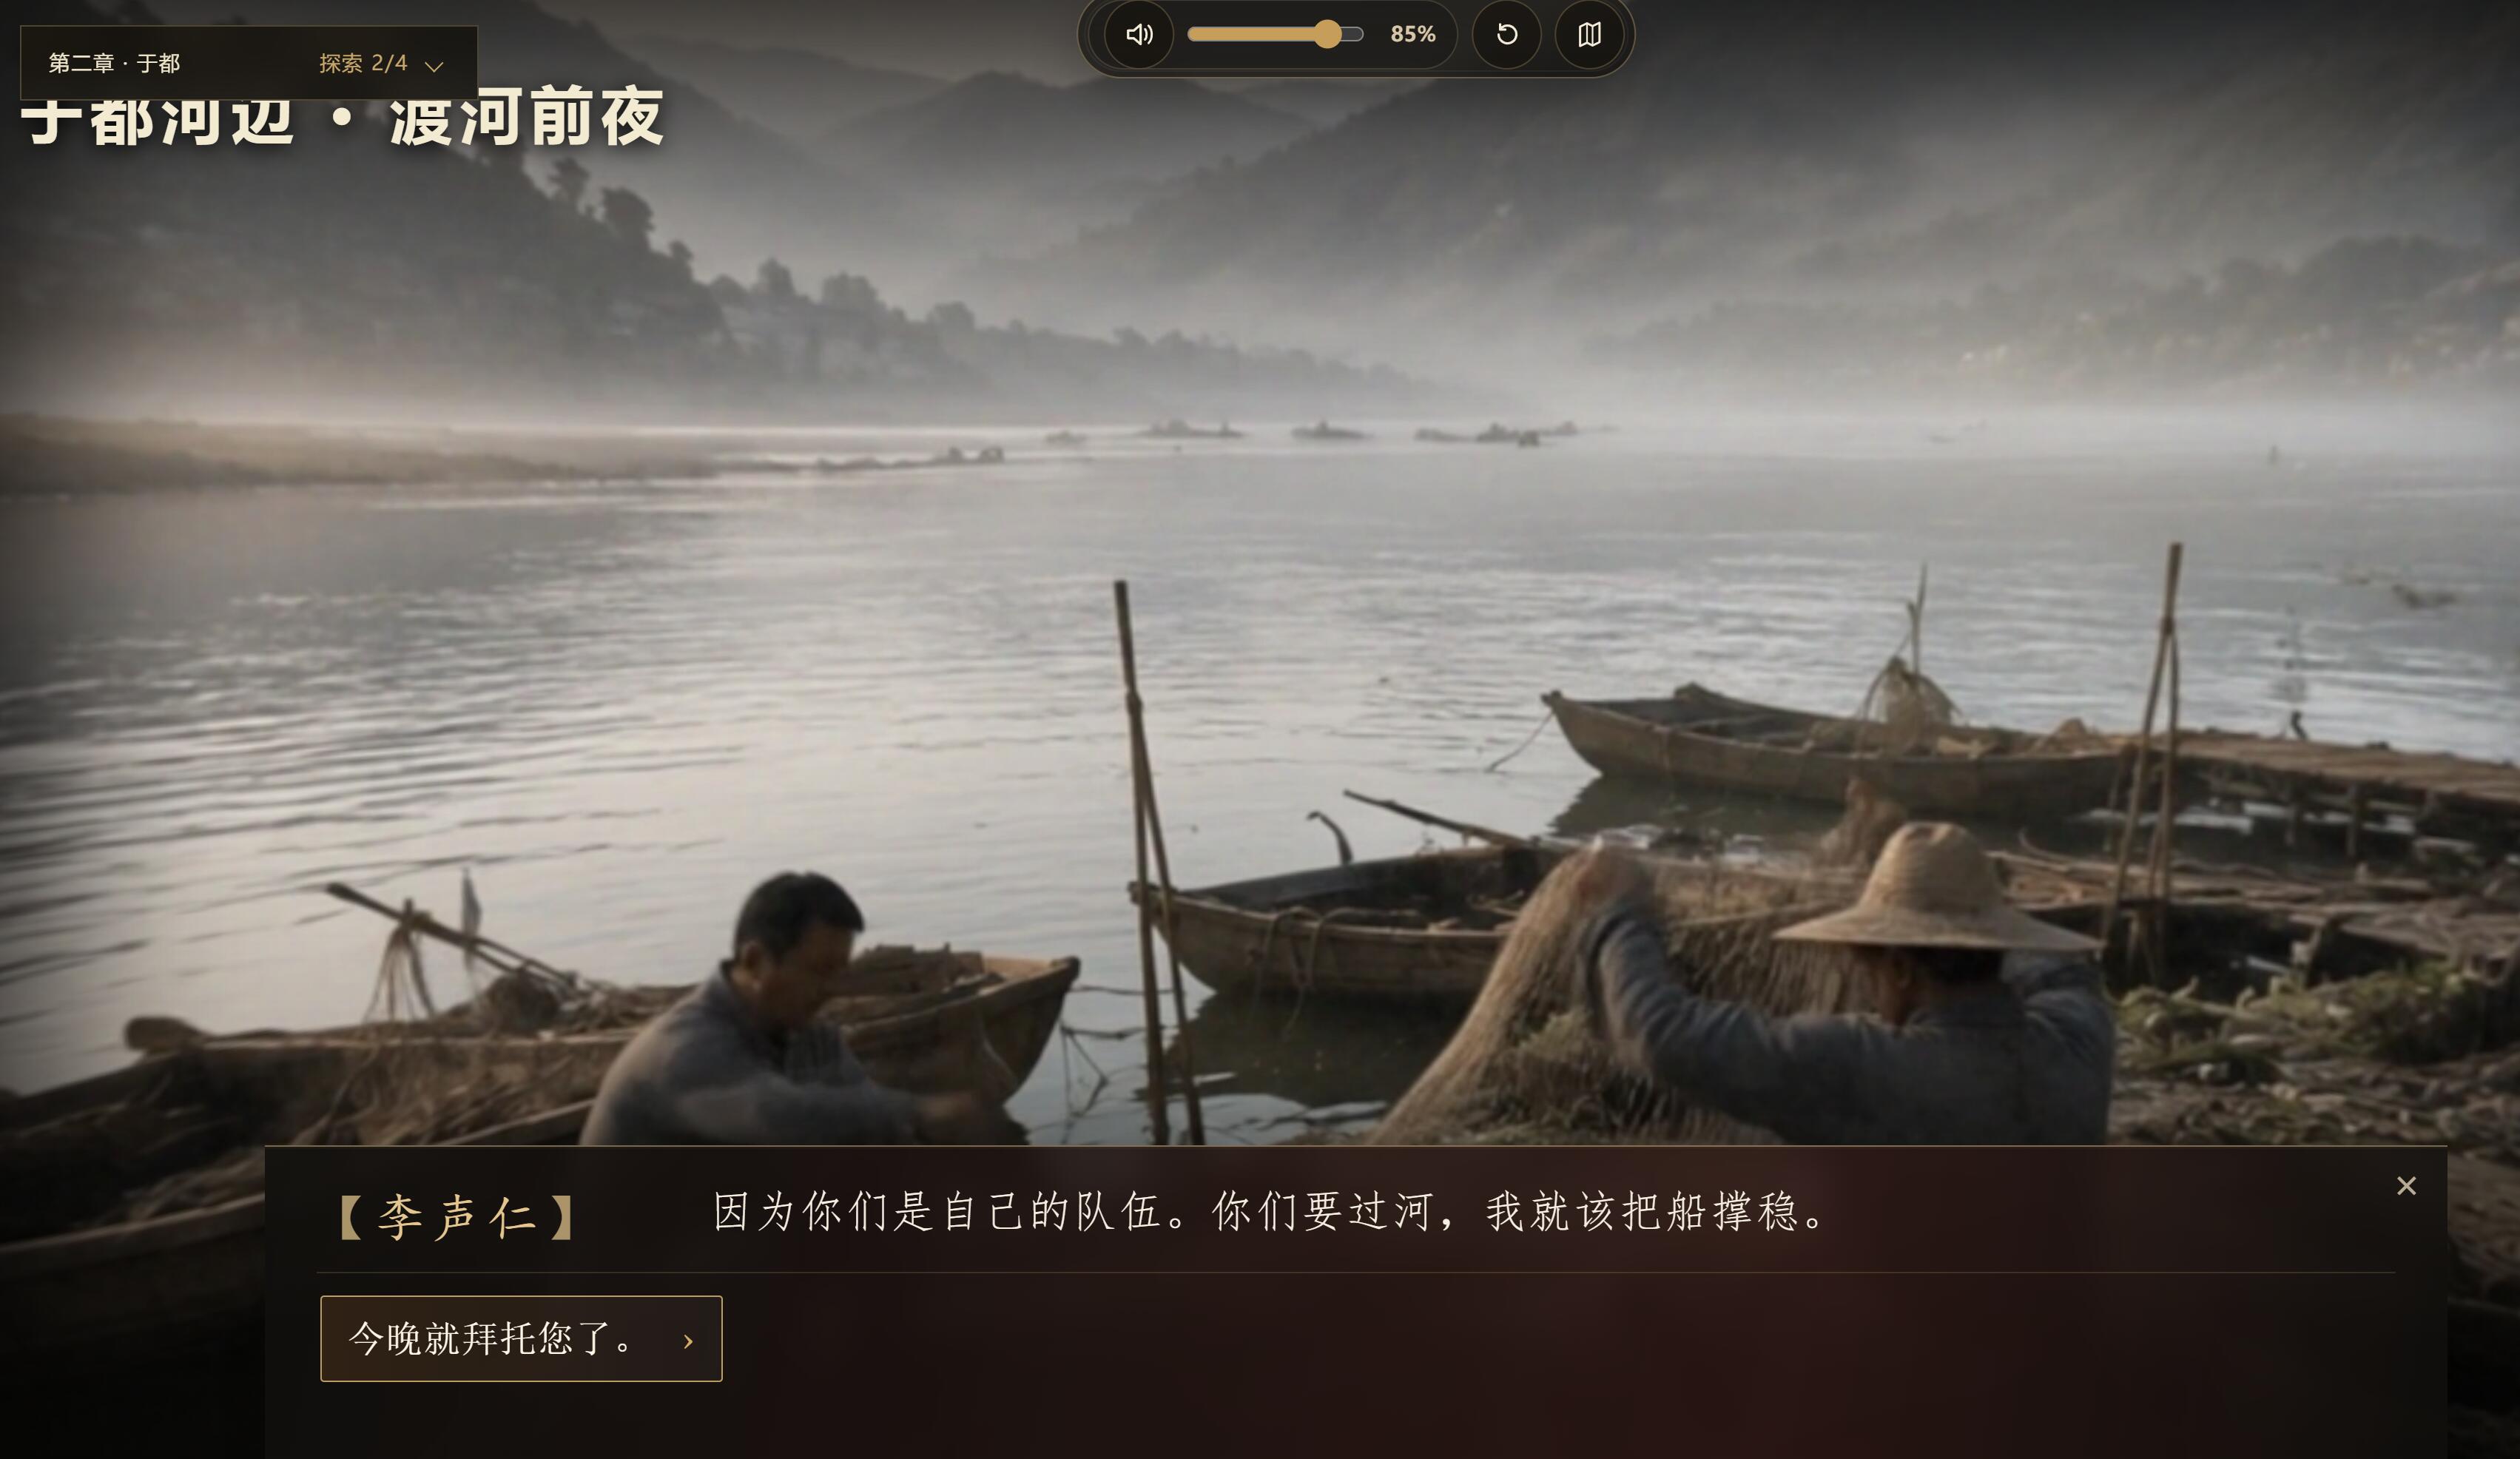 第二章 · 于都
探索 2/4
85%
于都河边 · 渡河前夜
【李声仁】
因为你们是自己的队伍。你们要过河，我就该把船撑稳。
今晚就拜托您了。